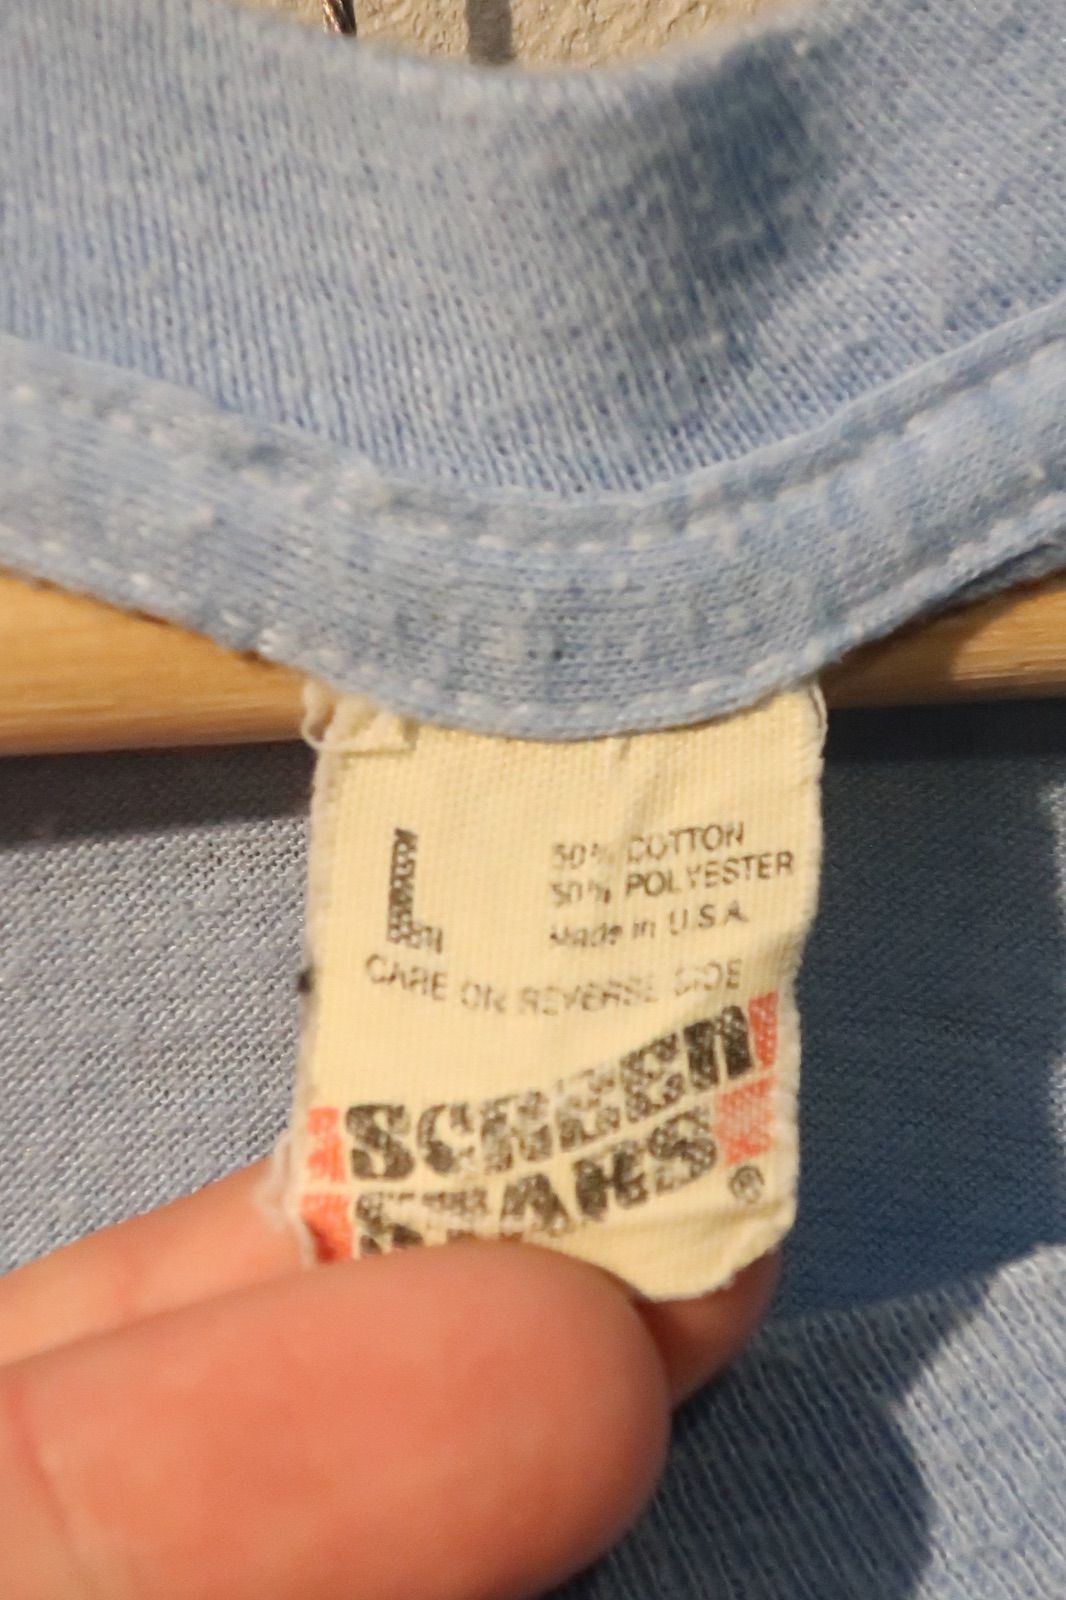 L
50% COTTON
50% POLYESTER
Made in U.S.A.
CARE ON REVERSE SIDE
SCREEN
STARS
®